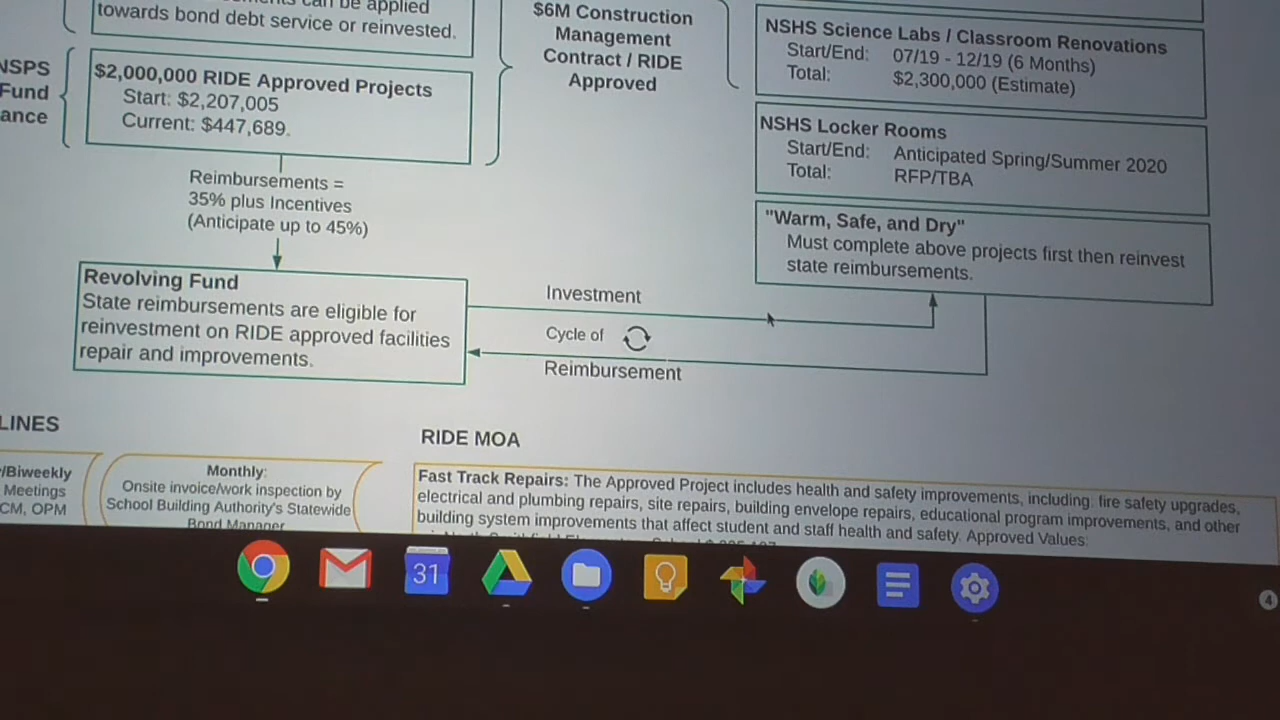 can be applied
towards bond debt service or reinvested.
NSPS
Fund
ance
$2,000,000 RIDE Approved Projects
Start: $2,207,005
Current: $447,689.
$6M Construction
Management
Contract / RIDE
Approved
NSHS Science Labs / Classroom Renovations
Start/End: 07/19 - 12/19 (6 Months)
Total: $2,300,000 (Estimate)
NSHS Locker Rooms
Start/End: Anticipated Spring/Summer 2020
Total: RFP/TBA
"Warm, Safe, and Dry"
Must complete above projects first then reinvest
state reimbursements.
Reimbursements =
35% plus Incentives
(Anticipate up to 45%)
Revolving Fund
State reimbursements are eligible for
reinvestment on RIDE approved facilities
repair and improvements.
Investment
Cycle of
Reimbursement
LINES
/Biweekly
Meetings
CM, OPM
Monthly:
Onsite invoice/work inspection by
School Building Authority's Statewide
Bond Manager
RIDE MOA
Fast Track Repairs: The Approved Project includes health and safety improvements, including: fire safety upgrades,
electrical and plumbing repairs, site repairs, building envelope repairs, educational program improvements, and other
building system improvements that affect student and staff health and safety. Approved Values:
31
4